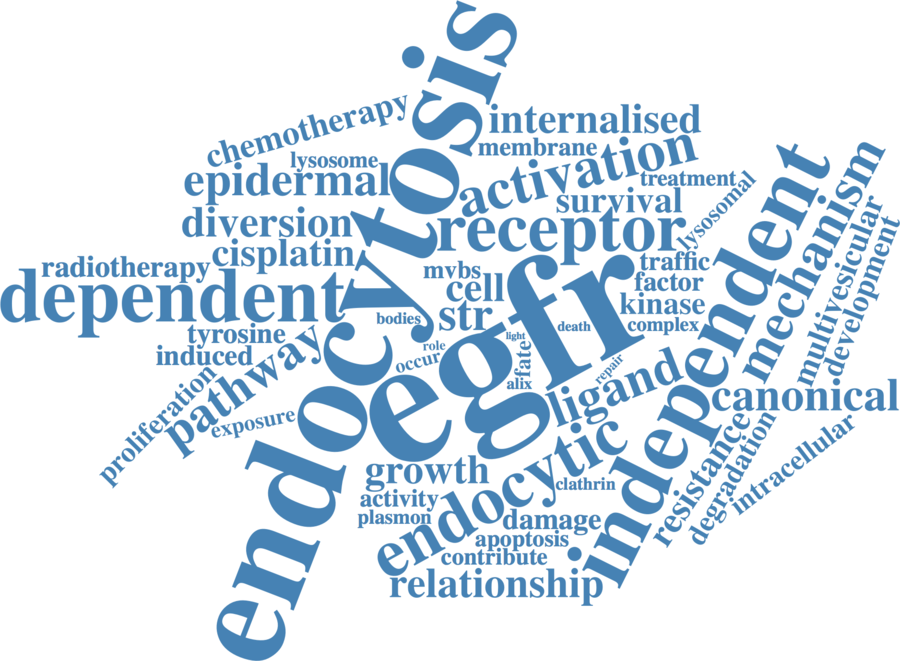 endocytosis
chemotherapy
internalised
membrane
lysosome
activation
epidermal
treatment
survival
lysosomal
independent
mechanism
diversion
receptor
multivesicular
development
cisplatin
radiotherapy
traffic
mvbs
dependent
cell
factor
kinase
str
bodies
egfr
death
complex
tyrosine
light
role
induced
pathway
occur
fate
alix
repair
ligand
canonical
proliferation
exposure
resistance
degradation
intracellular
growth
endocytic
clathrin
activity
plasmon
damage
apoptosis
contribute
relationship